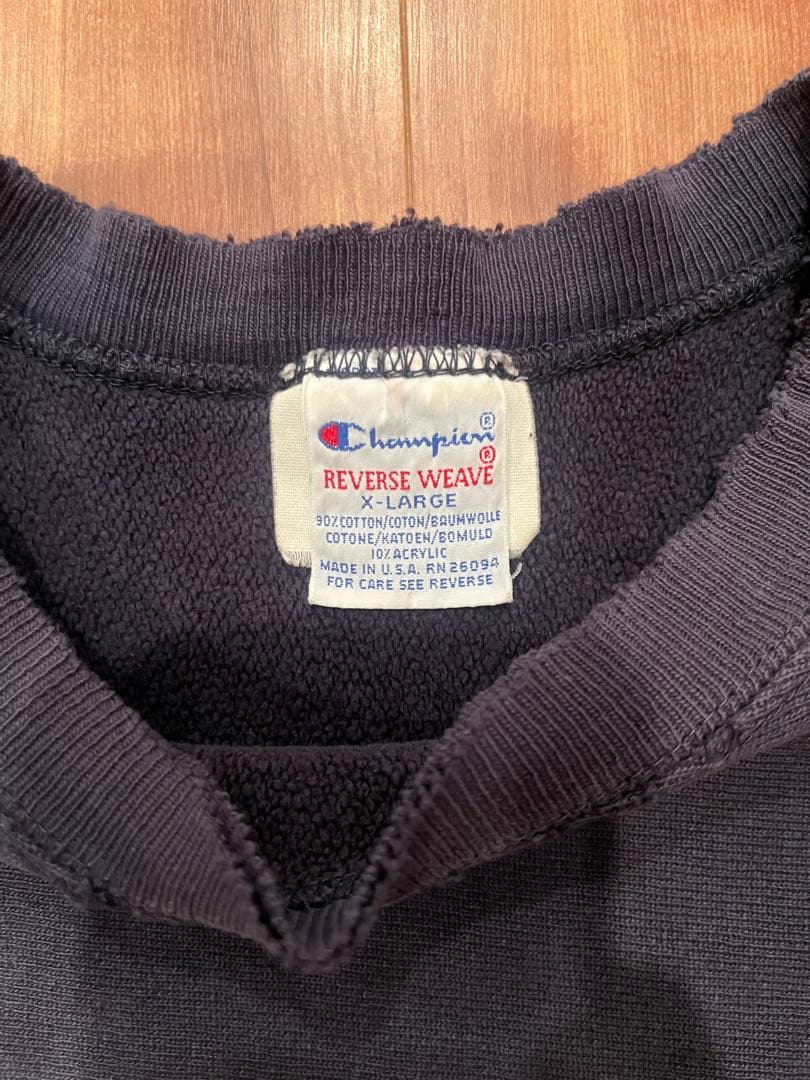 Champion®
REVERSE WEAVE®
X-LARGE
90% COTTON/COTON/BAUMWOLLE
COTONE/KATOEN/BOMULD
10% ACRYLIC
MADE IN U.S.A. RN 26094
FOR CARE SEE REVERSE